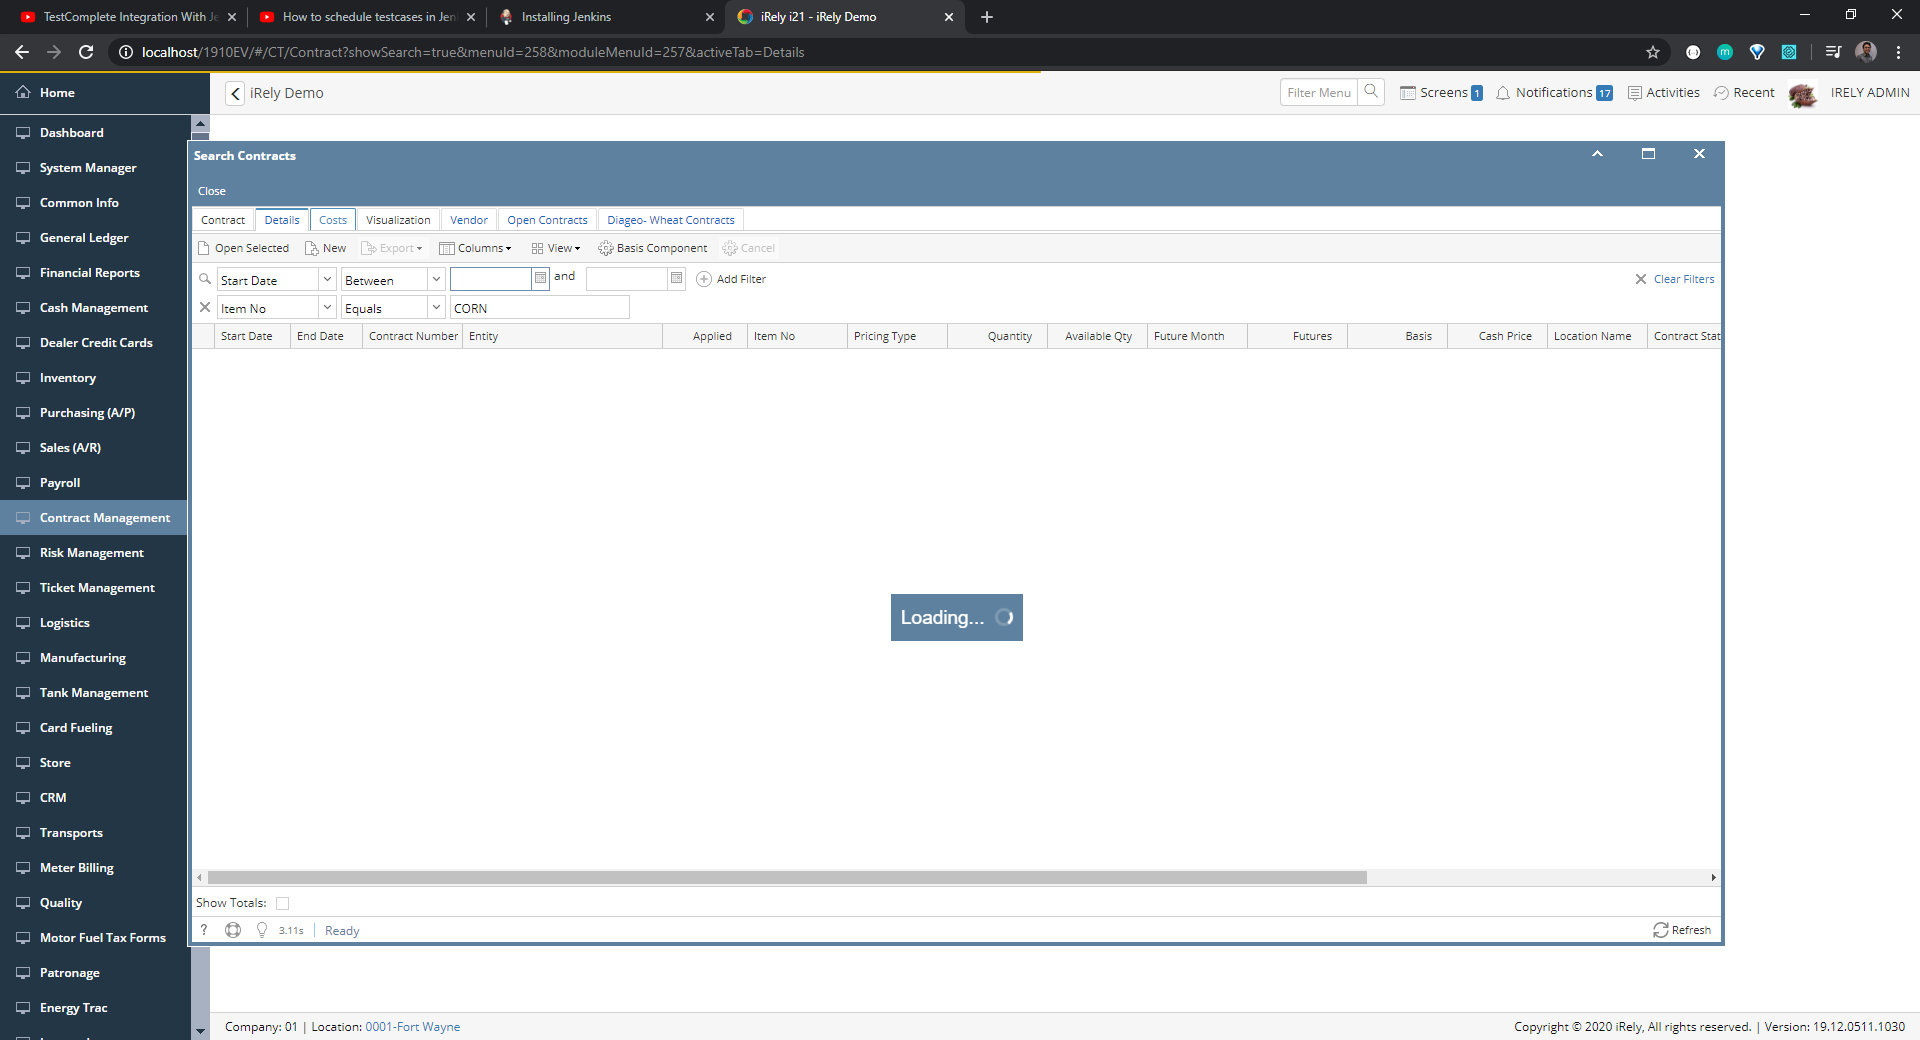 TestComplete Integration With Je
How to schedule testcases in Jen
Installing Jenkins
iRely i21 - iRely Demo
localhost/1910EV/#/CT/Contract?showSearch=true&menuId=258&moduleMenuId=257&activeTab=Details
Home
iRely Demo
Filter Menu
Screens 1
Notifications 17
Activities
Recent
IRELY ADMIN
Dashboard
System Manager
Common Info
General Ledger
Financial Reports
Cash Management
Dealer Credit Cards
Inventory
Purchasing (A/P)
Sales (A/R)
Payroll
Contract Management
Risk Management
Ticket Management
Logistics
Manufacturing
Tank Management
Card Fueling
Store
CRM
Transports
Meter Billing
Quality
Motor Fuel Tax Forms
Patronage
Energy Trac
Search Contracts
Close
Contract Details Costs Visualization Vendor Open Contracts Diageo- Wheat Contracts
Open Selected New Export Columns View Basis Component Cancel
Start Date Between and Add Filter Clear Filters
Item No Equals CORN
Start Date End Date Contract Number Entity Applied Item No Pricing Type Quantity Available Qty Future Month Futures Basis Cash Price Location Name Contract Stat
Loading...
Show Totals:
? 3.11s Ready Refresh
Company: 01 | Location: 0001-Fort Wayne
Copyright © 2020 iRely, All rights reserved. | Version: 19.12.0511.1030